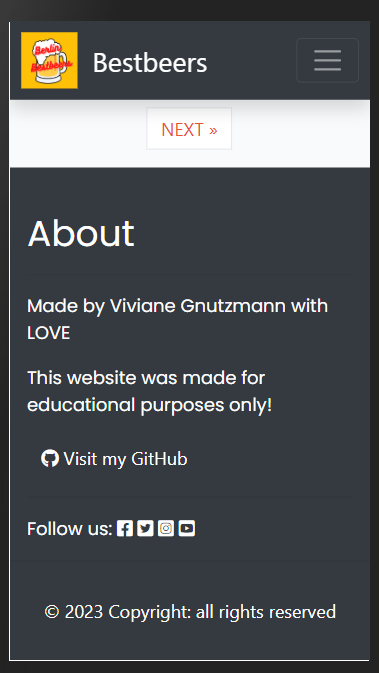 Berlin
Bestbeers
Bestbeers
NEXT »
About
Made by Viviane Gnutzmann with
LOVE
This website was made for
educational purposes only!
Visit my GitHub
Follow us:
© 2023 Copyright: all rights reserved